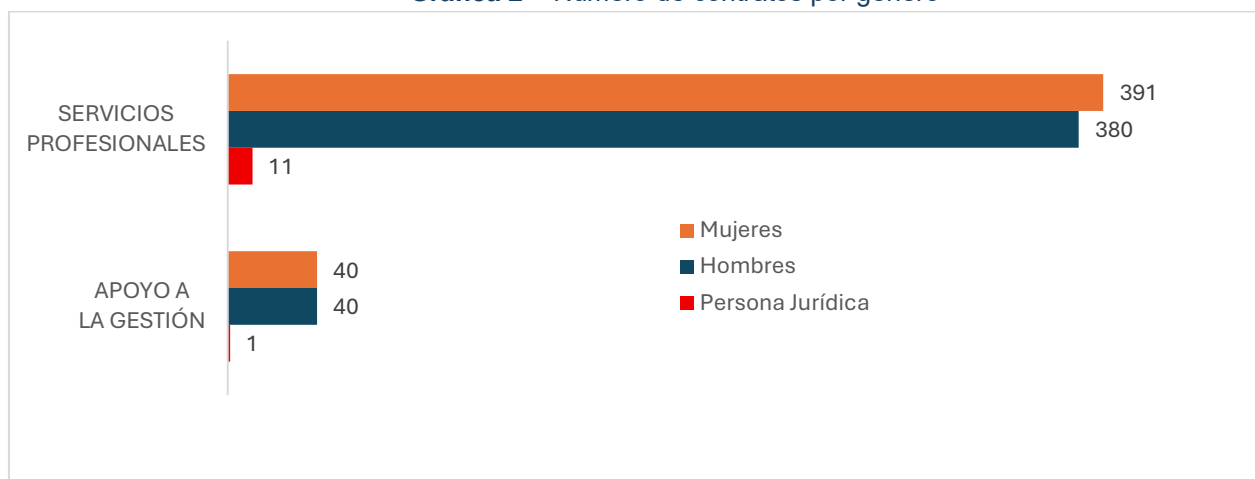 SERVICIOS
PROFESIONALES
391
380
11
APOYO A
LA GESTIÓN
40
40
1
Mujeres
Hombres
Persona Jurídica